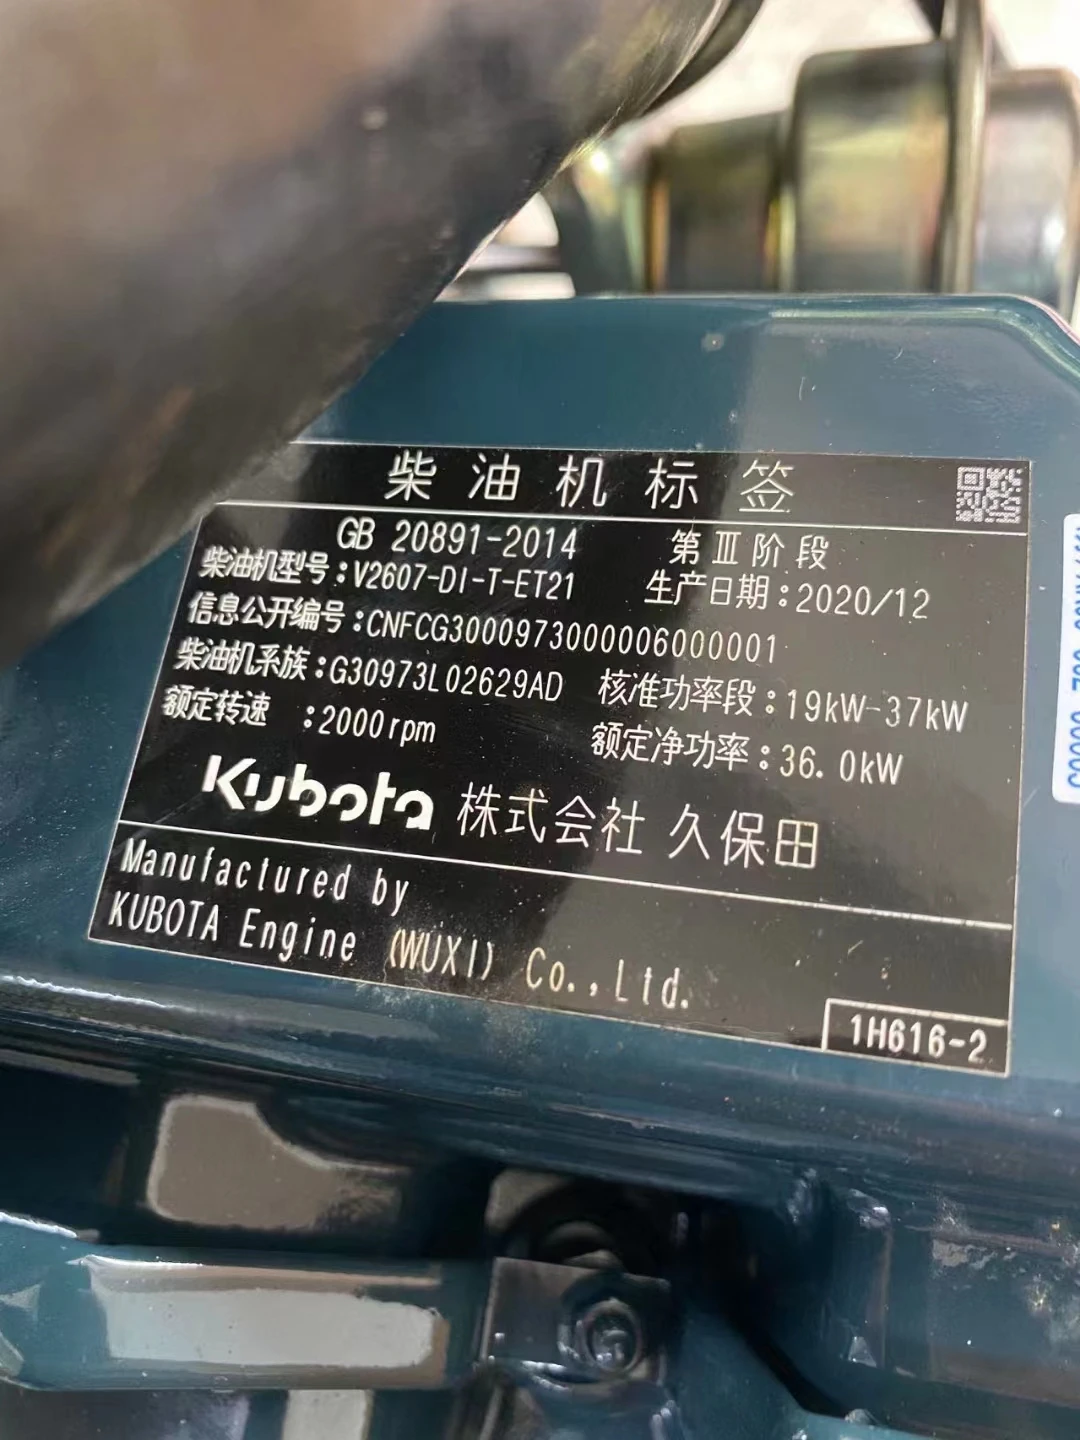 柴油机标签
GB 20891-2014 第Ⅲ阶段
柴油机型号:V2607-DI-T-ET21 生产日期:2020/12
信息公开编号:CNFCG3000973000006000001
柴油机系族:G30973L02629AD 核准功率段:19kW-37kW
额定转速 :2000rpm 额定净功率:36.0kW
Kubota 株式会社 久保田
Manufactured by
KUBOTA Engine (WUXI) Co.,Ltd.
1H616-2